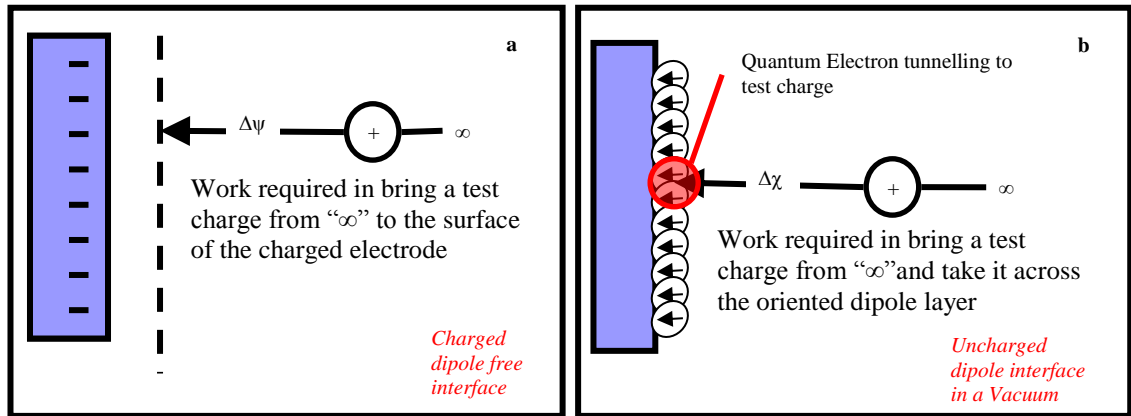 a
Δψ
+
∞
Work required in bring a test
charge from “∞” to the surface
of the charged electrode
Charged
dipole free
interface
b
Quantum Electron tunnelling to
test charge
Δχ
+
∞
Work required in bring a test
charge from “∞”and take it across
the oriented dipole layer
Uncharged
dipole interface
in a Vacuum